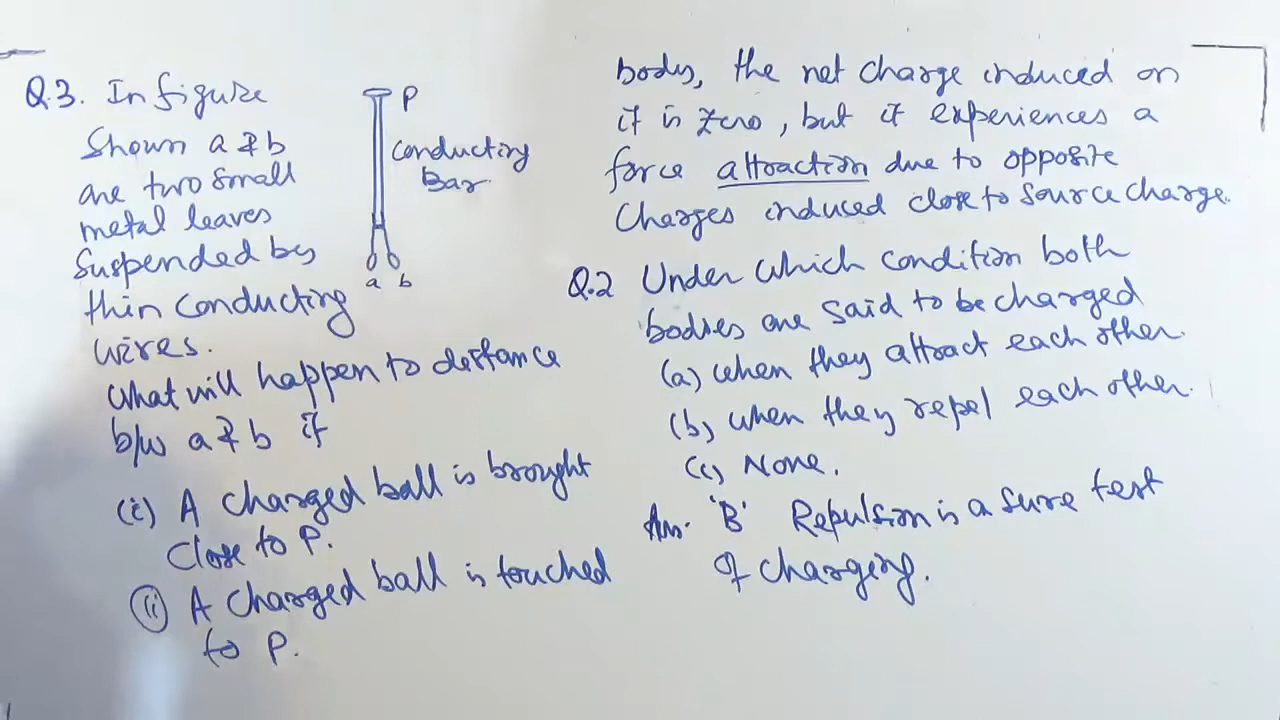 Q.3. In figure
Shown a & b
are two small
metal leaves
Suspended by
thin conducting
wires.
What will happen to distance
b/w a & b if
(i) A charged ball is brought
Close to P.
(ii) A charged ball is touched
to P.
P
conducting
Bar
a b
body, the net charge induced on
it is zero, but it experiences a
force attraction due to opposite
Charges induced close to source charge.
Q.2 Under which condition both
bodies are said to be charged
(a) when they attract each other.
(b) when they repel each other.
(c) None.
Ans. 'B' Repulsion is a sure test
of charging.